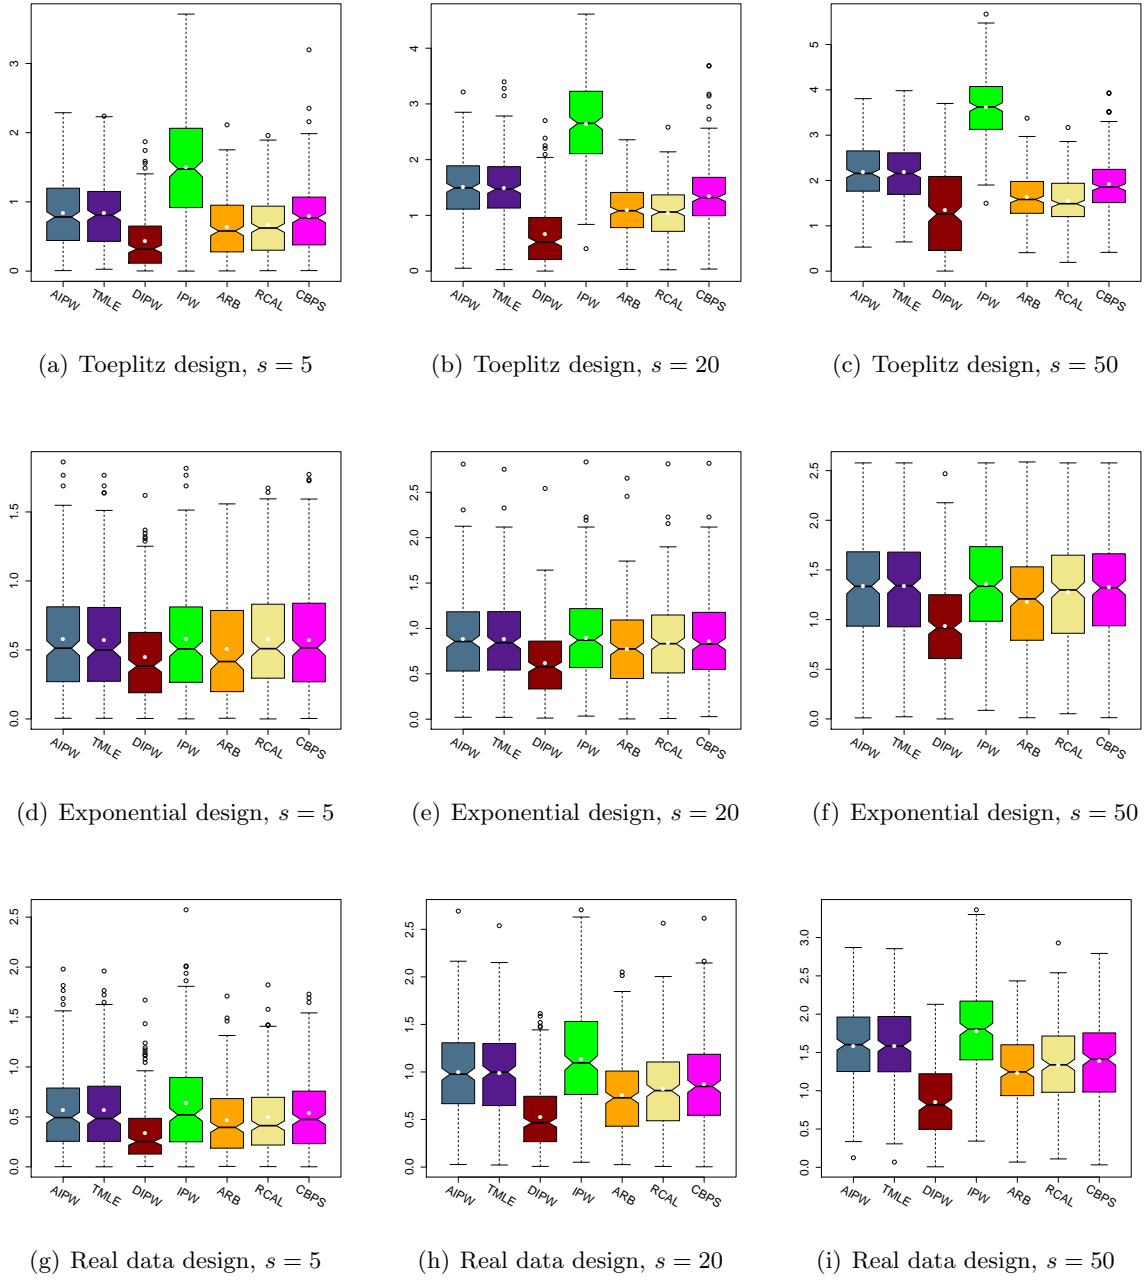 0 1 2 3
AIPW TMLE DIPW IPW ARB RCAL CBPS
0 1 2 3 4
AIPW TMLE DIPW IPW ARB RCAL CBPS
0 1 2 3 4 5
AIPW TMLE DIPW IPW ARB RCAL CBPS
(a) Toeplitz design, s = 5
(b) Toeplitz design, s = 20
(c) Toeplitz design, s = 50
0.0 0.5 1.0 1.5
AIPW TMLE DIPW IPW ARB RCAL CBPS
0.0 0.5 1.0 1.5 2.0 2.5
AIPW TMLE DIPW IPW ARB RCAL CBPS
0.0 0.5 1.0 1.5 2.0 2.5
AIPW TMLE DIPW IPW ARB RCAL CBPS
(d) Exponential design, s = 5
(e) Exponential design, s = 20
(f) Exponential design, s = 50
0.0 0.5 1.0 1.5 2.0 2.5
AIPW TMLE DIPW IPW ARB RCAL CBPS
0.0 0.5 1.0 1.5 2.0 2.5
AIPW TMLE DIPW IPW ARB RCAL CBPS
0.0 0.5 1.0 1.5 2.0 2.5 3.0
AIPW TMLE DIPW IPW ARB RCAL CBPS
(g) Real data design, s = 5
(h) Real data design, s = 20
(i) Real data design, s = 50